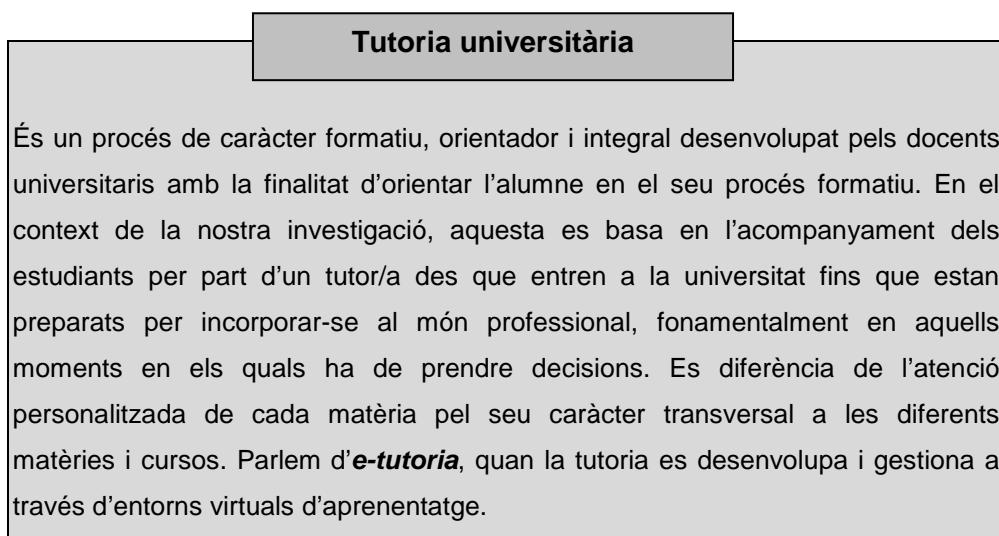 Tutoria universitària
És un procés de caràcter formatiu, orientador i integral desenvolupat pels docents
universitaris amb la finalitat d’orientar l’alumne en el seu procés formatiu. En el
context de la nostra investigació, aquesta es basa en l’acompanyament dels
estudiants per part d’un tutor/a des que entren a la universitat fins que estan
preparats per incorporar-se al món professional, fonamentalment en aquells
moments en els quals ha de prendre decisions. Es diferència de l’atenció
personalitzada de cada matèria pel seu caràcter transversal a les diferents
matèries i cursos. Parlem d’e-tutoria, quan la tutoria es desenvolupa i gestiona a
través d’entorns virtuals d’aprenentatge.